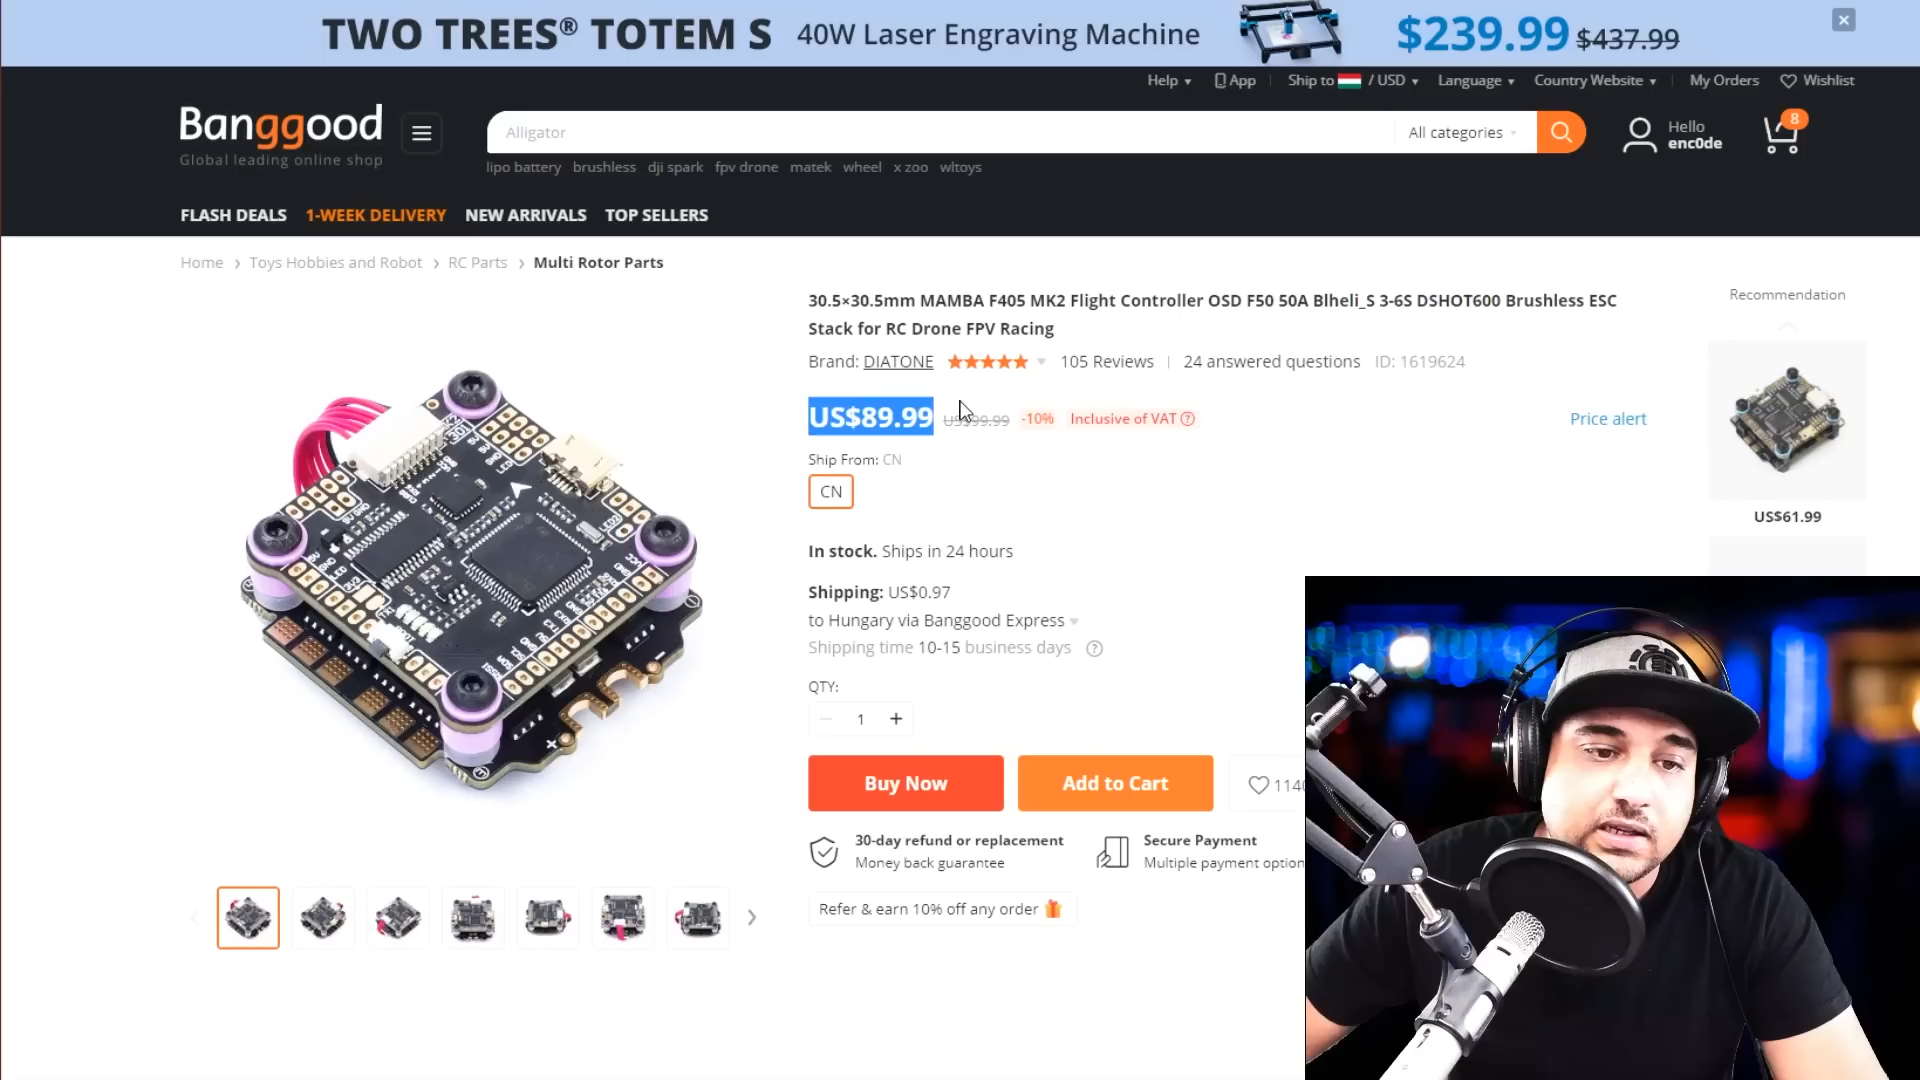 TWO TREES® TOTEM S 40W Laser Engraving Machine $239.99 $437.99
Help App Ship to / USD Language Country Website My Orders Wishlist
Banggood
Global leading online shop
Alligator All categories
Hello
enc0de
8
lipo battery brushless dji spark fpv drone matek wheel x zoo wltoys
FLASH DEALS 1-WEEK DELIVERY NEW ARRIVALS TOP SELLERS
Home > Toys Hobbies and Robot > RC Parts > Multi Rotor Parts
30.5×30.5mm MAMBA F405 MK2 Flight Controller OSD F50 50A Blheli_S 3-6S DSHOT600 Brushless ESC
Stack for RC Drone FPV Racing
Brand: DIATONE 105 Reviews | 24 answered questions ID: 1619624
US$89.99 US$99.99 -10% Inclusive of VAT Price alert
Ship From: CN
CN
In stock. Ships in 24 hours
Shipping: US$0.97
to Hungary via Banggood Express
Shipping time 10-15 business days
QTY:
1 +
Buy Now Add to Cart 1140
30-day refund or replacement
Money back guarantee
Secure Payment
Multiple payment option
Refer & earn 10% off any order
Recommendation
US$61.99